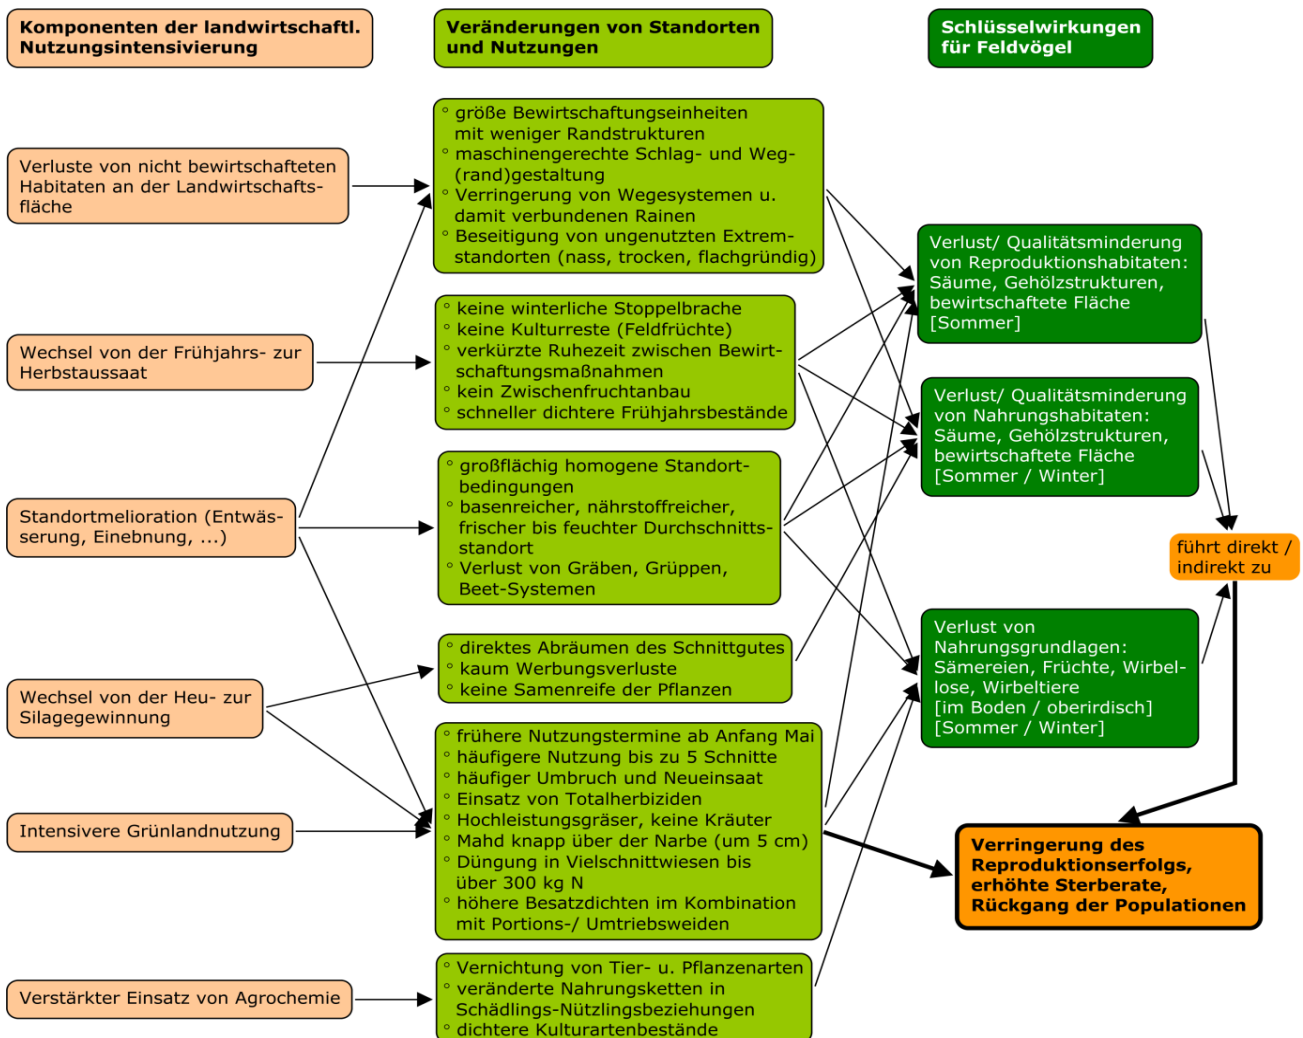 Komponenten der landwirtschaftl.
Nutzungsintensivierung
Verluste von nicht bewirtschafteten
Habitaten an der Landwirtschafts-
fläche
Wechsel von der Frühjahrs- zur
Herbstaussaat
Standortmelioration (Entwäs-
serung, Einebnung, ...)
Wechsel von der Heu- zur
Silagegewinnung
Intensivere Grünlandnutzung
Verstärkter Einsatz von Agrochemie
Veränderungen von Standorten
und Nutzungen
° größe Bewirtschaftungseinheiten
mit weniger Randstrukturen
° maschinengerechte Schlag- und Weg-
(rand)gestaltung
° Verringerung von Wegesystemen u.
damit verbundenen Rainen
° Beseitigung von ungenutzten Extrem-
standorten (nass, trocken, flachgründig)
° keine winterliche Stoppelbrache
° keine Kulturreste (Feldfrüchte)
° verkürzte Ruhezeit zwischen Bewirt-
schaftungsmaßnahmen
° kein Zwischenfruchtanbau
° schneller dichtere Frühjahrsbestände
° großflächig homogene Standort-
bedingungen
° basenreicher, nährstoffreicher,
frischer bis feuchter Durchschnitts-
standort
° Verlust von Gräben, Grüppen,
Beet-Systemen
° direktes Abräumen des Schnittgutes
° kaum Werbungsverluste
° keine Samenreife der Pflanzen
° frühere Nutzungstermine ab Anfang Mai
° häufigere Nutzung bis zu 5 Schnitte
° häufiger Umbruch und Neueinsaat
° Einsatz von Totalherbiziden
° Hochleistungsgräser, keine Kräuter
° Mahd knapp über der Narbe (um 5 cm)
° Düngung in Vielschnittwiesen bis
über 300 kg N
° höhere Besatzdichten im Kombination
mit Portions-/ Umtriebsweiden
° Vernichtung von Tier- u. Pflanzenarten
° veränderte Nahrungsketten in
Schädlings-Nützlingsbeziehungen
° dichtere Kulturartenbestände
Schlüsselwirkungen
für Feldvögel
Verlust/ Qualitätsminderung
von Reproduktionshabitaten:
Säume, Gehölzstrukturen,
bewirtschaftete Fläche
[Sommer]
Verlust/ Qualitätsminderung
von Nahrungshabitaten:
Säume, Gehölzstrukturen,
bewirtschaftete Fläche
[Sommer / Winter]
Verlust von
Nahrungsgrundlagen:
Sämereien, Früchte, Wirbel-
lose, Wirbeltiere
[im Boden / oberirdisch]
[Sommer / Winter]
führt direkt /
indirekt zu
Verringerung des
Reproduktionserfolgs,
erhöhte Sterberate,
Rückgang der Populationen